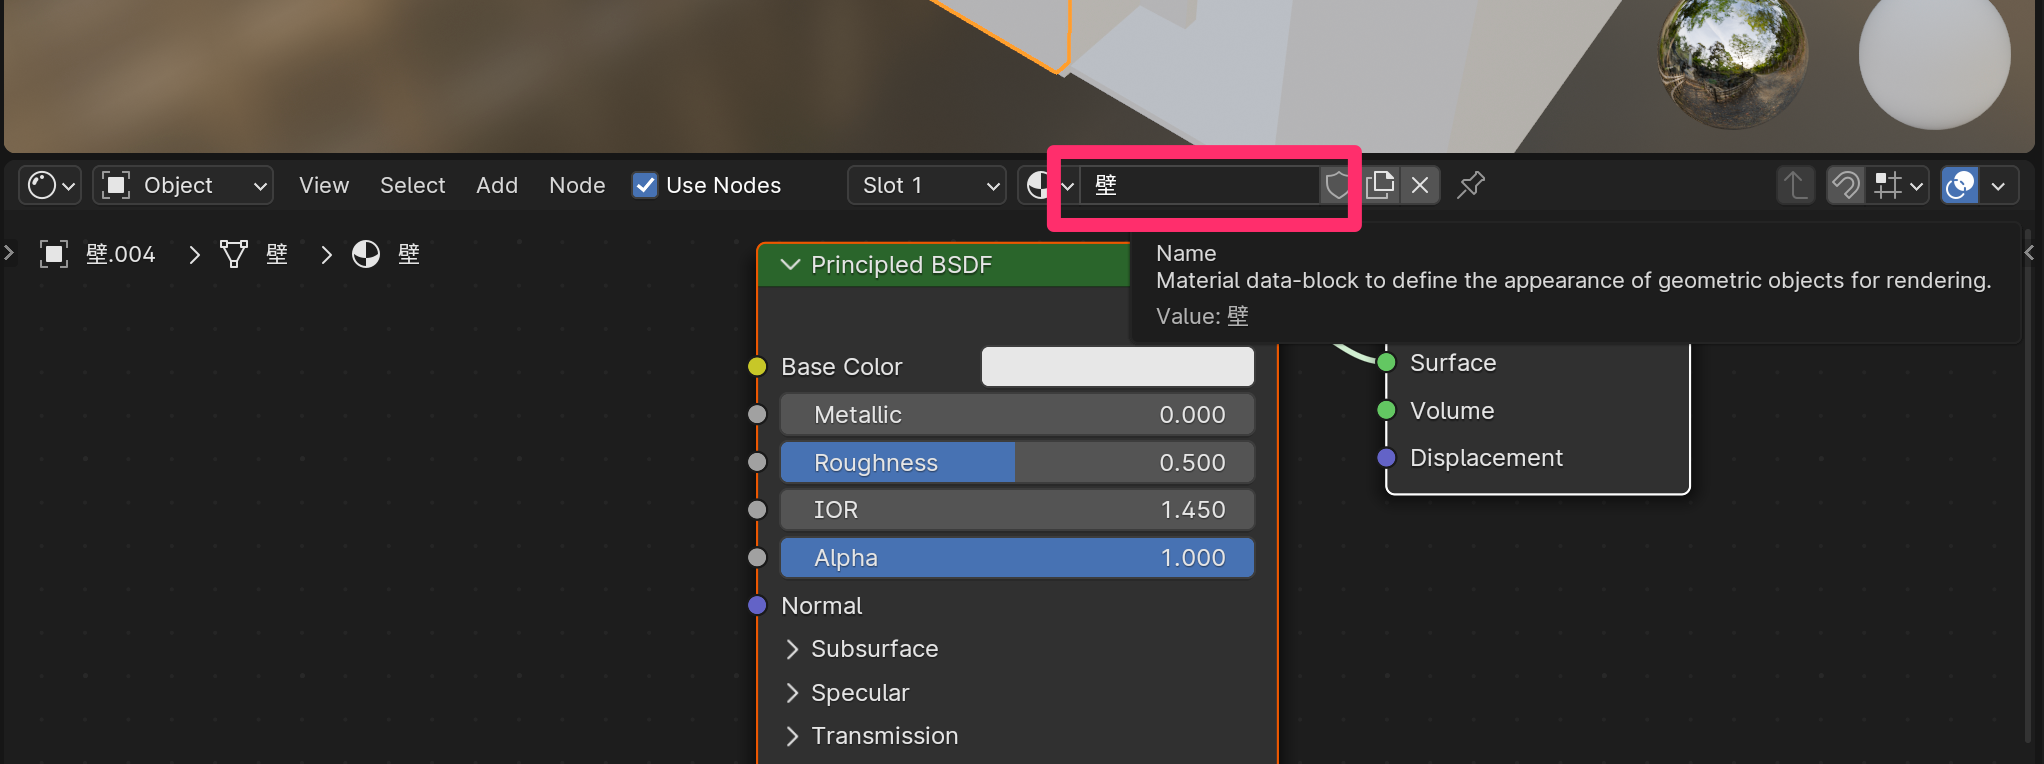 Object View Select Add Node Use Nodes Slot 1 壁
壁.004 壁 壁
Principled BSDF
Name
Material data-block to define the appearance of geometric objects for rendering.
Value: 壁
Base Color
Metallic 0.000
Roughness 0.500
IOR 1.450
Alpha 1.000
Normal
Subsurface
Specular
Transmission
Surface
Volume
Displacement